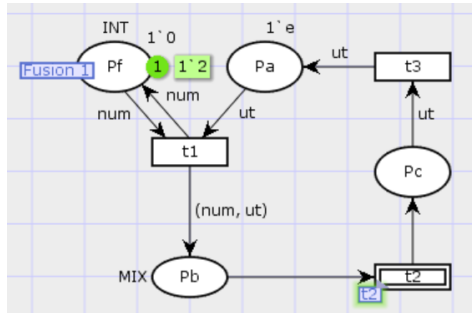 INT
1`0
1`e
Fusion 1
Pf
1
1`2
Pa
ut
t3
num
num
ut
ut
t1
Pc
(num, ut)
MIX
Pb
t2
t2